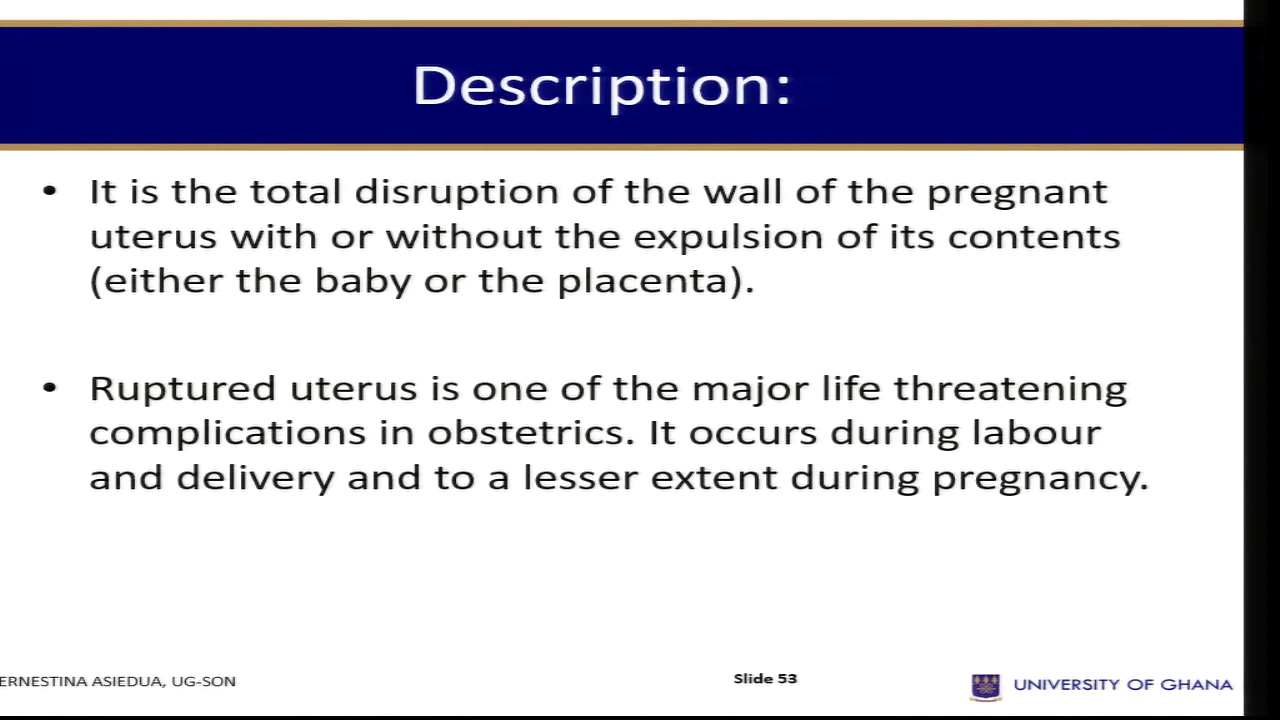 Description:
• It is the total disruption of the wall of the pregnant
uterus with or without the expulsion of its contents
(either the baby or the placenta).
• Ruptured uterus is one of the major life threatening
complications in obstetrics. It occurs during labour
and delivery and to a lesser extent during pregnancy.
ERNESTINA ASIEDUA, UG-SON
Slide 53
UNIVERSITY OF GHANA